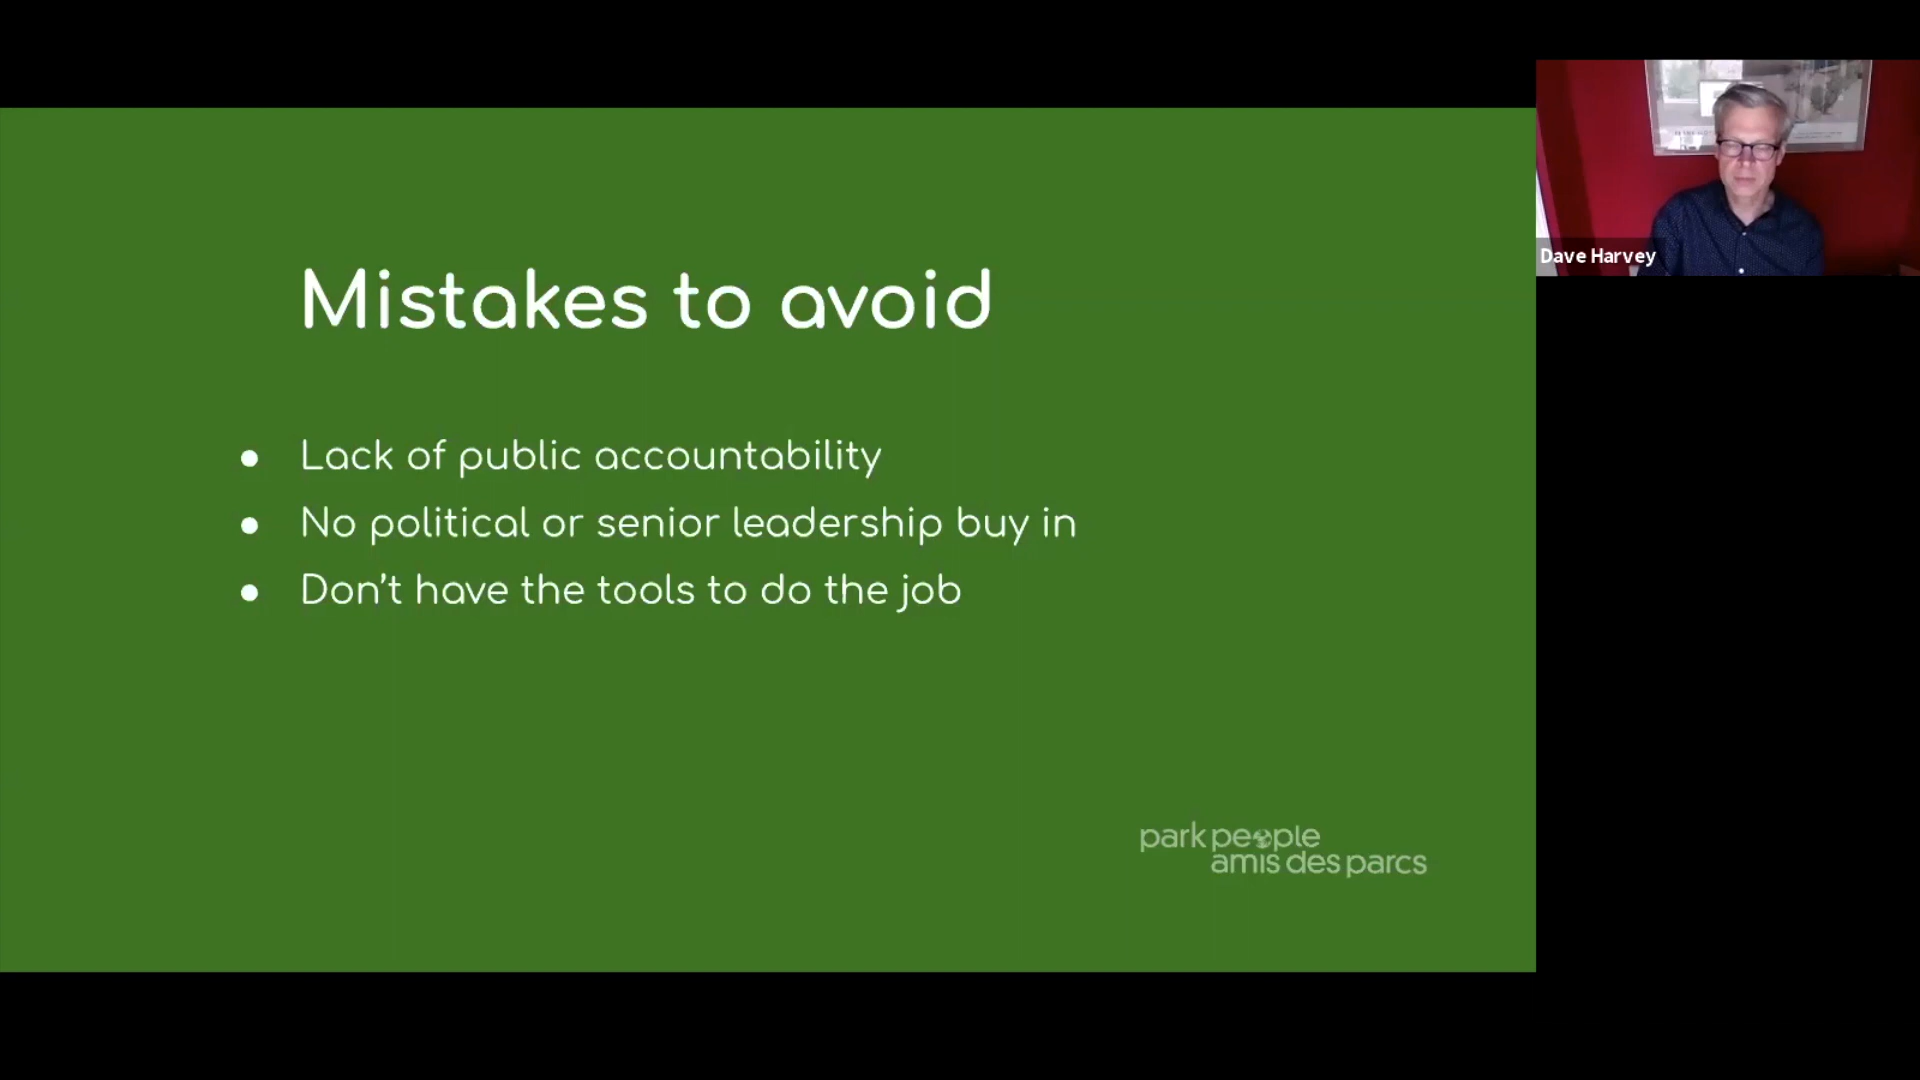 Mistakes to avoid
Lack of public accountability
No political or senior leadership buy in
Don’t have the tools to do the job
park people
amis des parcs
Dave Harvey